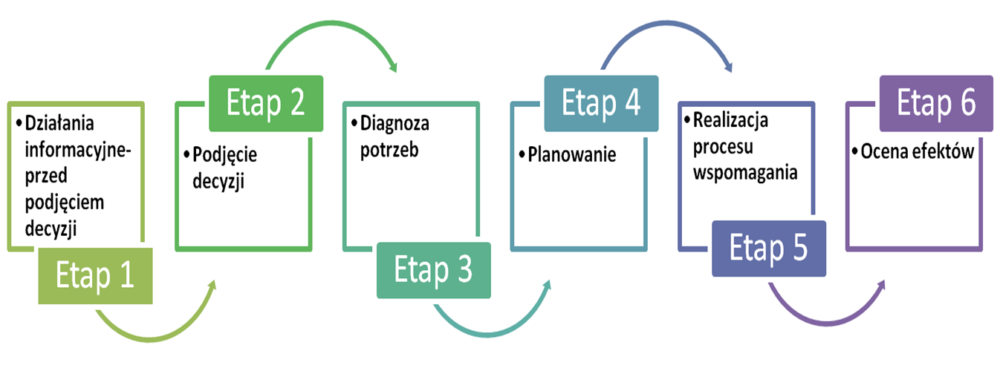 • Działania
informacyjne-
przed
podjęciem
decyzji
Etap 1
Etap 2
• Podjęcie
decyzji
• Diagnoza
potrzeb
Etap 3
Etap 4
• Planowanie
• Realizacja
procesu
wspomagania
Etap 5
Etap 6
• Ocena efektów